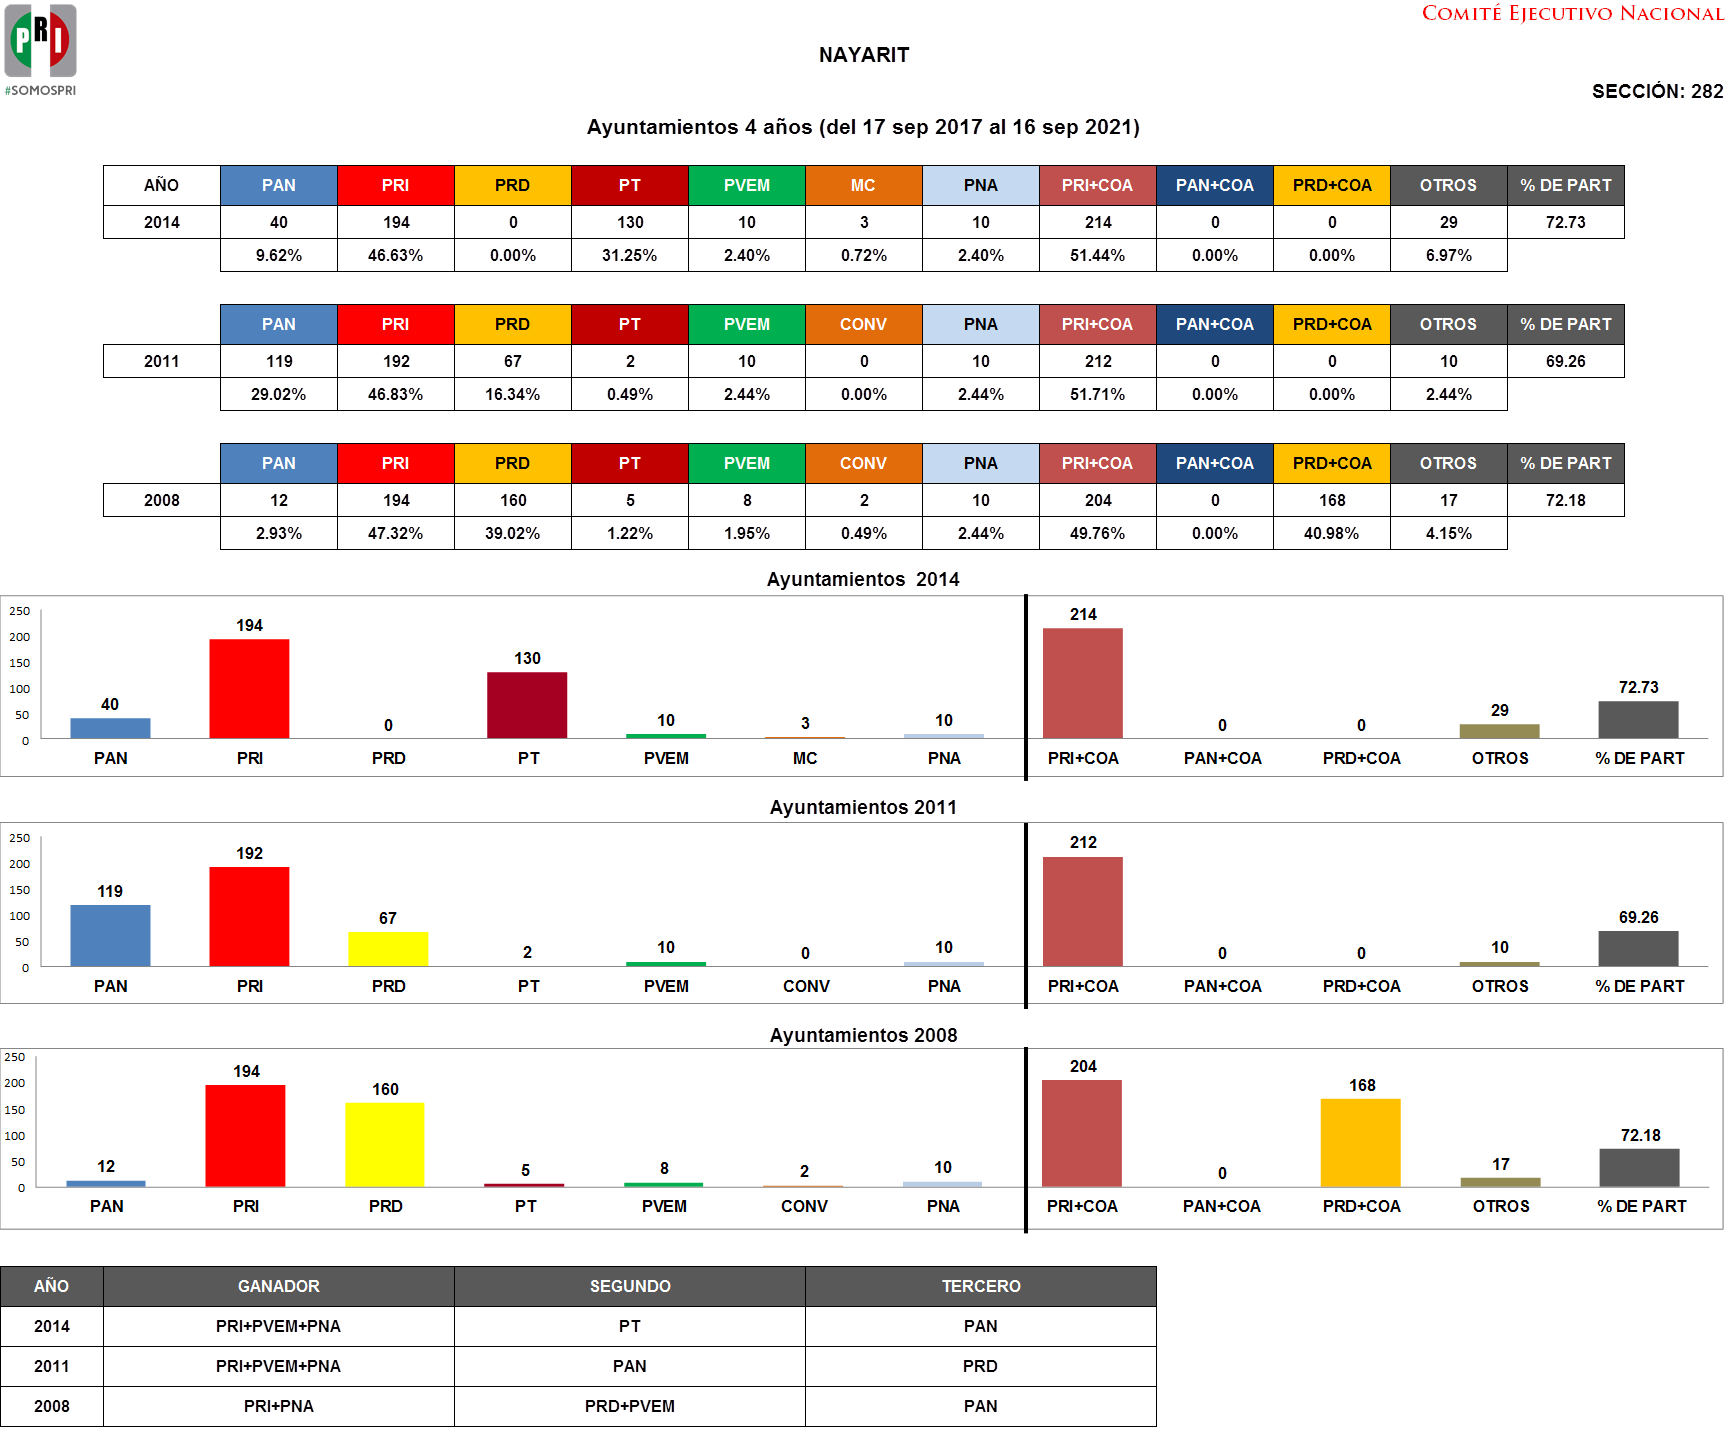 COMITÉ EJECUTIVO NACIONAL
PRI
#SOMOSPRI
NAYARIT
SECCIÓN: 282
Ayuntamientos 4 años (del 17 sep 2017 al 16 sep 2021)
AÑO PAN PRI PRD PT PVEM MC PNA PRI+COA PAN+COA PRD+COA OTROS % DE PART
2014 40 194 0 130 10 3 10 214 0 0 29 72.73
9.62% 46.63% 0.00% 31.25% 2.40% 0.72% 2.40% 51.44% 0.00% 0.00% 6.97%
PAN PRI PRD PT PVEM CONV PNA PRI+COA PAN+COA PRD+COA OTROS % DE PART
2011 119 192 67 2 10 0 10 212 0 0 10 69.26
29.02% 46.83% 16.34% 0.49% 2.44% 0.00% 2.44% 51.71% 0.00% 0.00% 2.44%
PAN PRI PRD PT PVEM CONV PNA PRI+COA PAN+COA PRD+COA OTROS % DE PART
2008 12 194 160 5 8 2 10 204 0 168 17 72.18
2.93% 47.32% 39.02% 1.22% 1.95% 0.49% 2.44% 49.76% 0.00% 40.98% 4.15%
Ayuntamientos 2014
250
200
150
100
50
0
40 194 0 130 10 3 10 214 0 0 29 72.73
PAN PRI PRD PT PVEM MC PNA PRI+COA PAN+COA PRD+COA OTROS % DE PART
Ayuntamientos 2011
250
200
150
100
50
0
119 192 67 2 10 0 10 212 0 0 10 69.26
PAN PRI PRD PT PVEM CONV PNA PRI+COA PAN+COA PRD+COA OTROS % DE PART
Ayuntamientos 2008
250
200
150
100
50
0
12 194 160 5 8 2 10 204 0 168 17 72.18
PAN PRI PRD PT PVEM CONV PNA PRI+COA PAN+COA PRD+COA OTROS % DE PART
AÑO GANADOR SEGUNDO TERCERO
2014 PRI+PVEM+PNA PT PAN
2011 PRI+PVEM+PNA PAN PRD
2008 PRI+PNA PRD+PVEM PAN